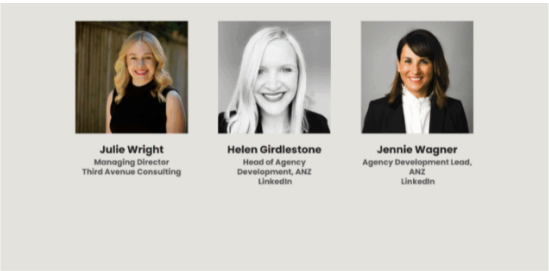 Julie Wright
Managing Director
Third Avenue Consulting
Helen Girdlestone
Head of Agency
Development, ANZ
LinkedIn
Jennie Wagner
Agency Development Lead,
ANZ
LinkedIn